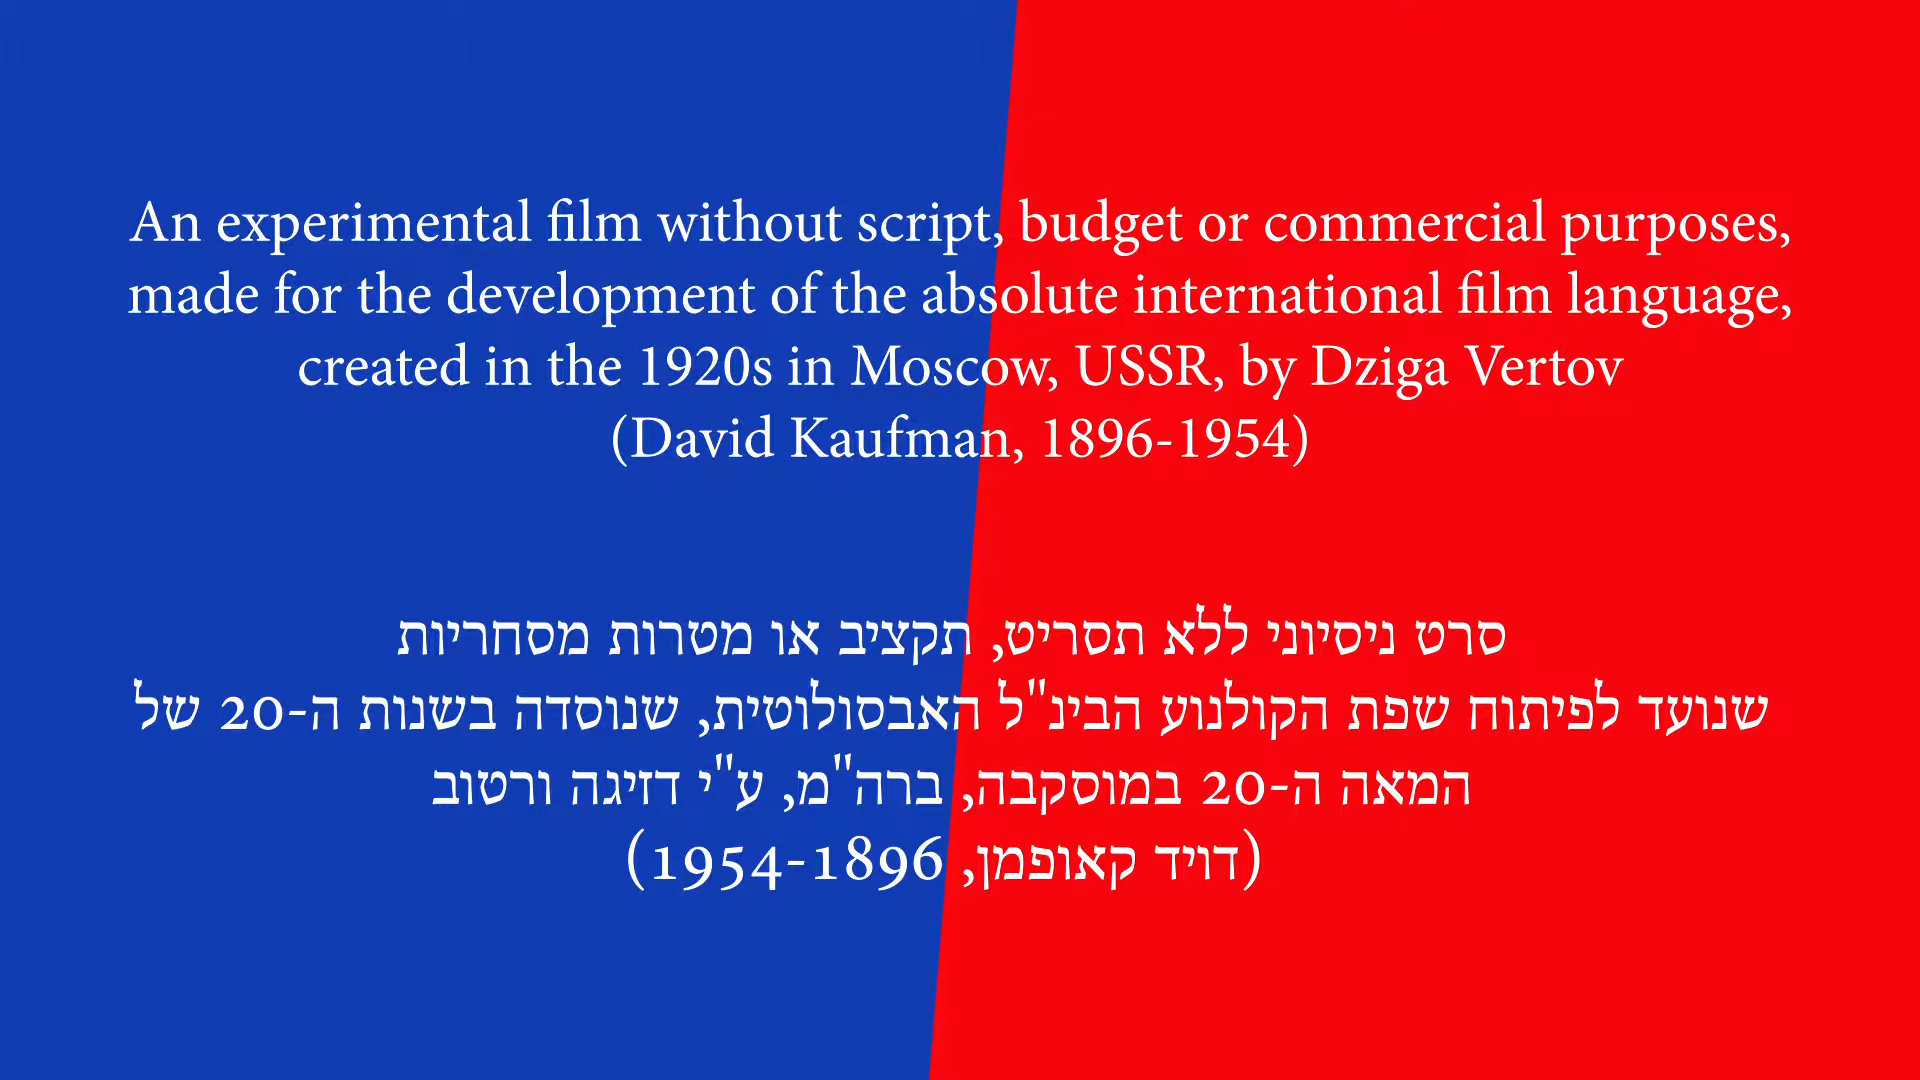 An experimental film without script, budget or commercial purposes,
made for the development of the absolute international film language,
created in the 1920s in Moscow, USSR, by Dziga Vertov
(David Kaufman, 1896-1954)
סרט ניסיוני ללא תסריט, תקציב או מטרות מסחריות
שנועד לפיתוח שפת הקולנוע הבינ"ל האבסולוטית, שנוסדה בשנות ה-20 של
המאה ה-20 במוסקבה, ברה"מ, ע"י דזיגה ורטוב
(דויד קאופמן, 1954-1896)